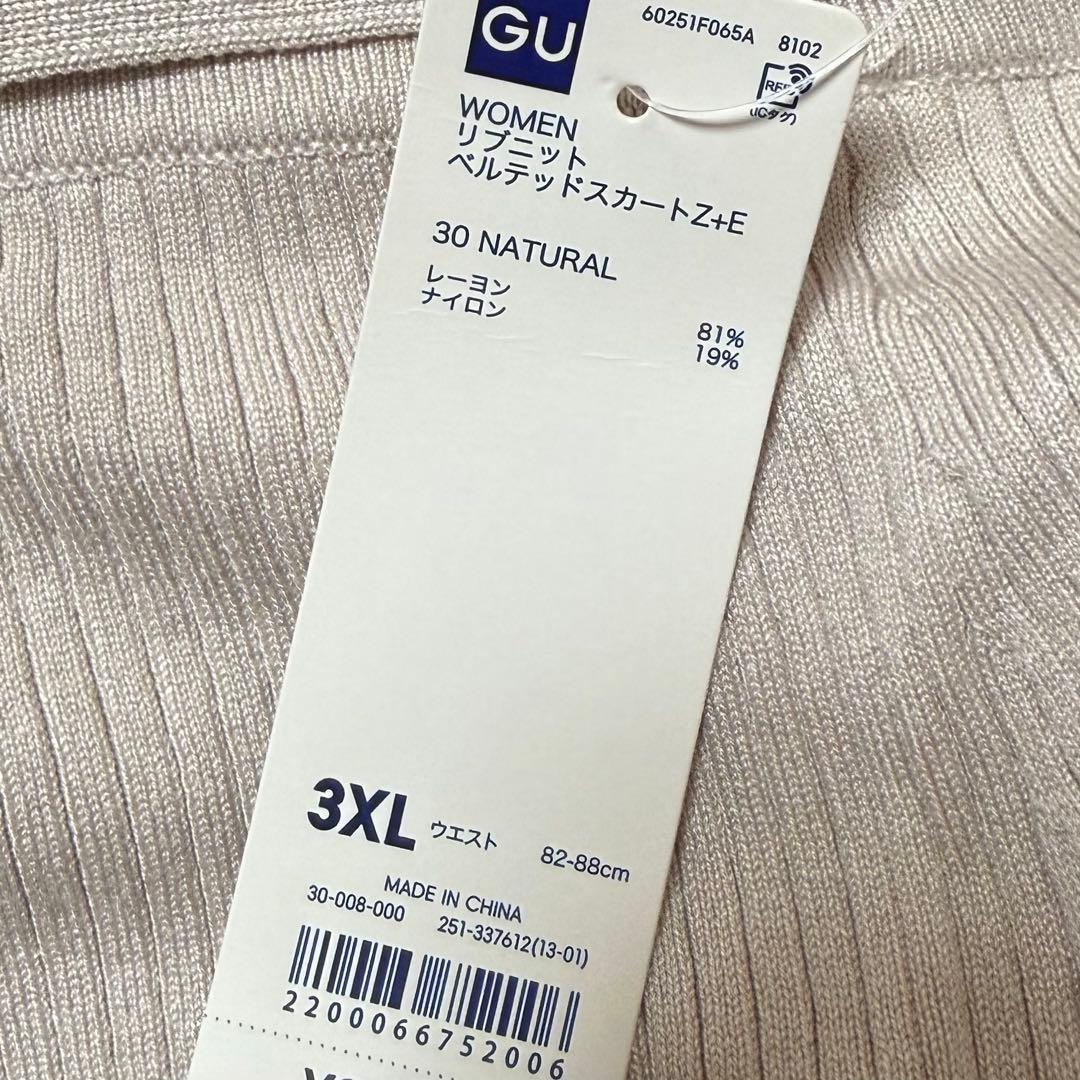 GU
60251F065A 8102
RFID
(ICタグ)
WOMEN
リブニット
ベルテッドスカートZ+E
30 NATURAL
レーヨン 81%
ナイロン 19%
3XL ウエスト 82-88cm
MADE IN CHINA
30-008-000 251-337612(13-01)
2200066752006